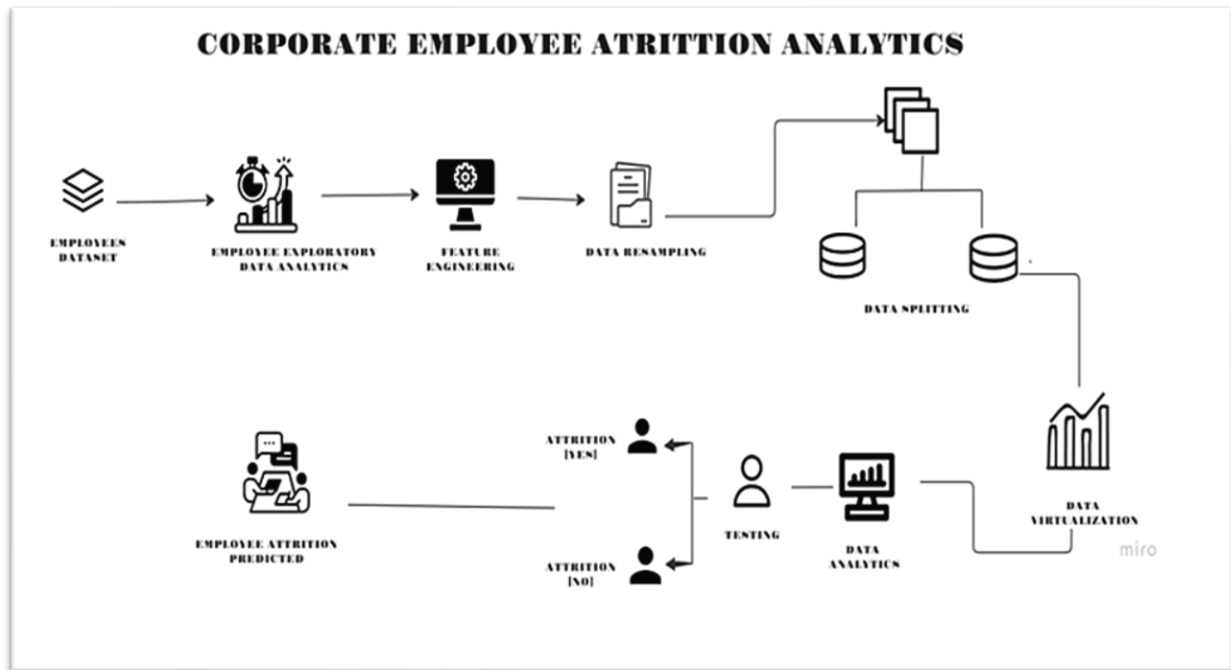 CORPORATE EMPLOYEE ATRITTION ANALYTICS
EMPLOYEES
DATASET
EMPLOYEE EXPLORATORY
DATA ANALYTICS
FEATURE
ENGINEERING
DATA RESAMPLING
DATA SPLITTING
DATA
VIRTUALIZATION
miro
DATA
ANALYTICS
TESTING
ATTRITION
[YES]
ATTRITION
[NO]
EMPLOYEE ATTRITION
PREDICTED